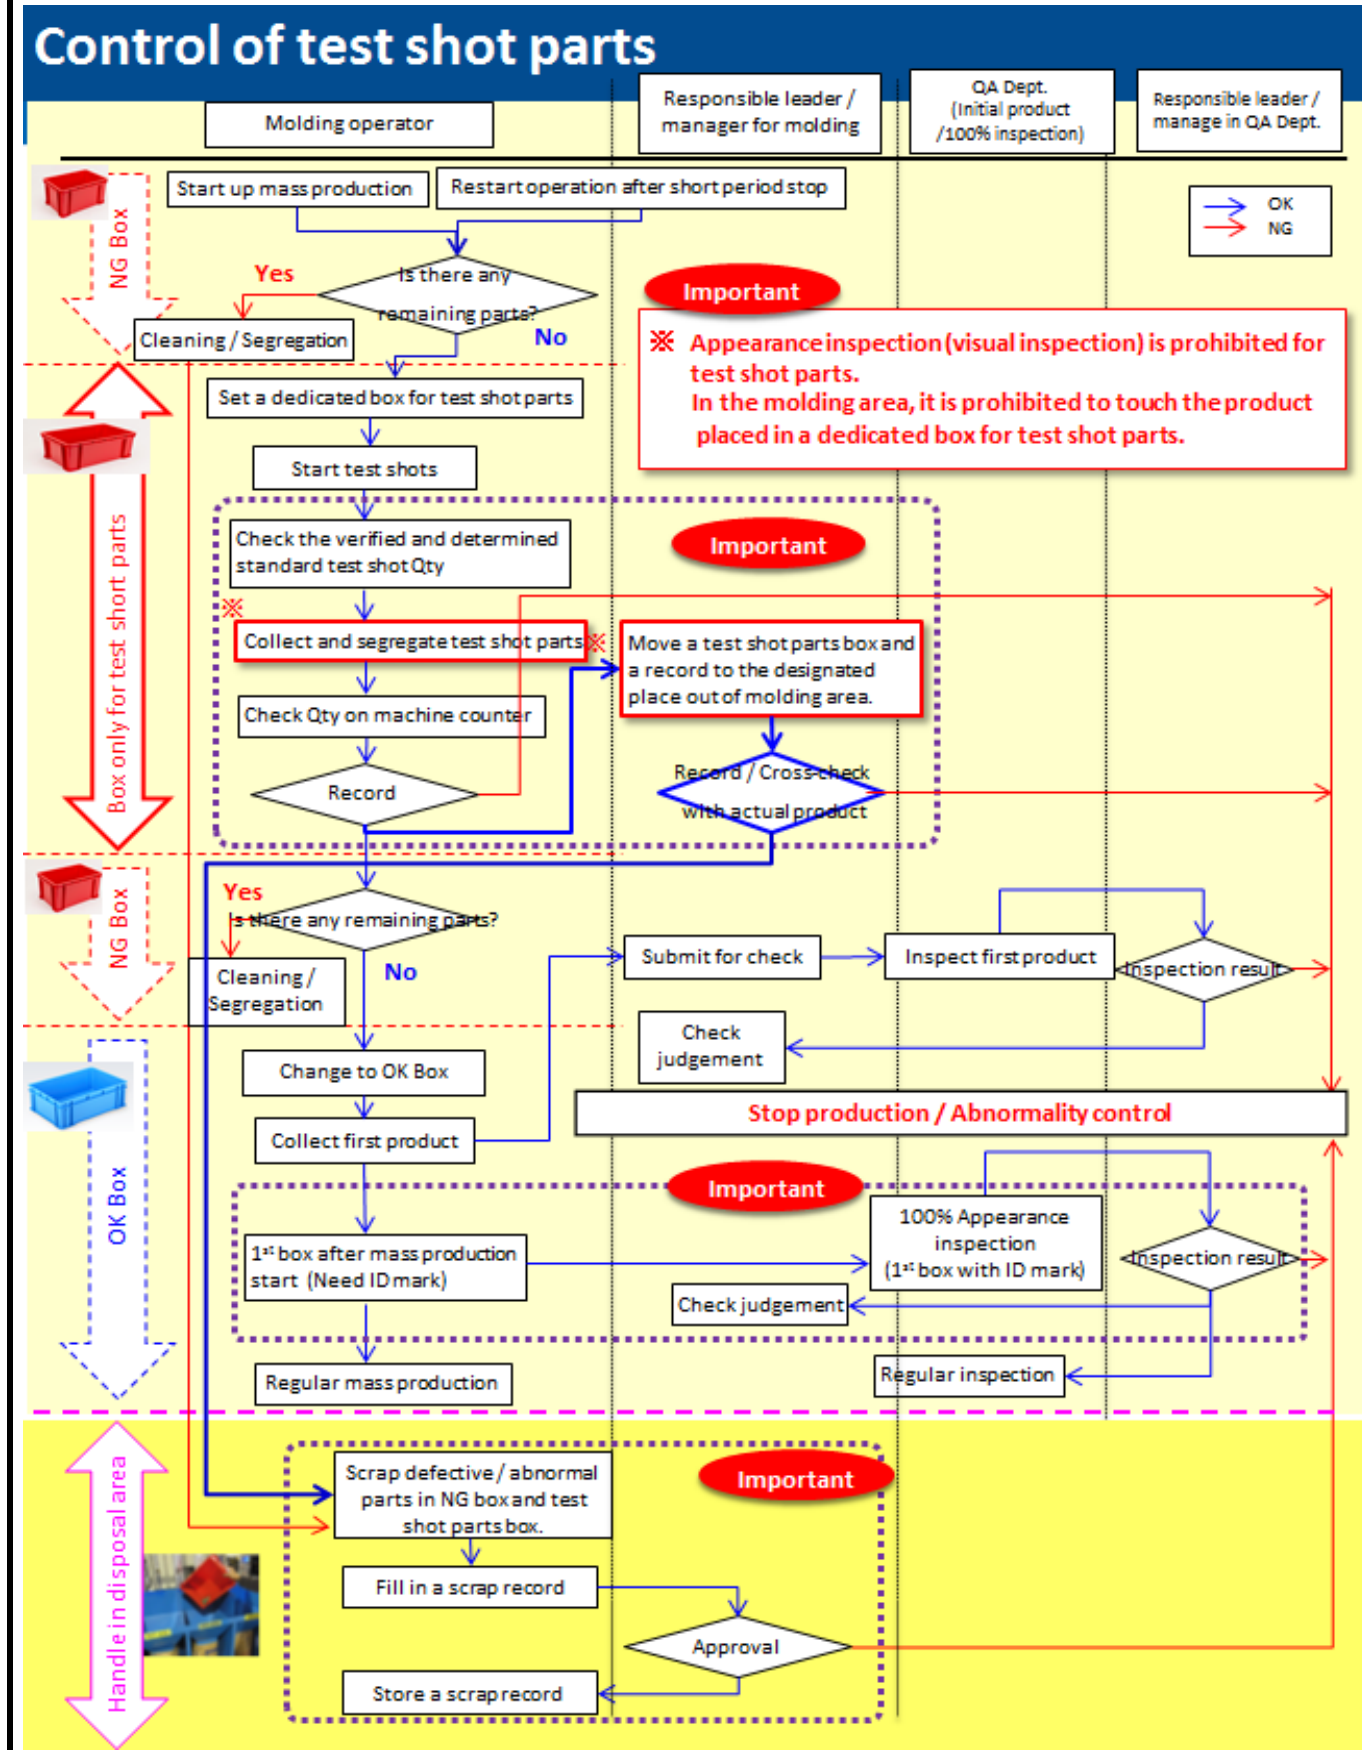 Control of test shot parts
Molding operator
Responsible leader /
manager for molding
QA Dept.
(Initial product
/100% inspection)
Responsible leader /
manage in QA Dept.
Start up mass production
Restart operation after short period stop
OK
NG
NG Box
Yes
Is there any
remaining parts?
No
Cleaning / Segregation
Important
※ Appearance inspection (visual inspection) is prohibited for
test shot parts.
In the molding area, it is prohibited to touch the product
placed in a dedicated box for test shot parts.
Set a dedicated box for test shot parts
Start test shots
Box only for test short parts
Important
Check the verified and determined
standard test shot Qty
※
Collect and segregate test shot parts
※
Move a test shot parts box and
a record to the designated
place out of molding area.
Check Qty on machine counter
Record
Record / Cross-check
with actual product
NG Box
Yes
Is there any remaining parts?
No
Cleaning /
Segregation
Submit for check
Inspect first product
Inspection result
Check
judgement
OK Box
Change to OK Box
Collect first product
Stop production / Abnormality control
Important
1st box after mass production
start (Need ID mark)
100% Appearance
inspection
(1st box with ID mark)
Inspection result
Check judgement
Regular mass production
Regular inspection
Handle in disposal area
Important
Scrap defective / abnormal
parts in NG box and test
shot parts box.
Fill in a scrap record
Approval
Store a scrap record